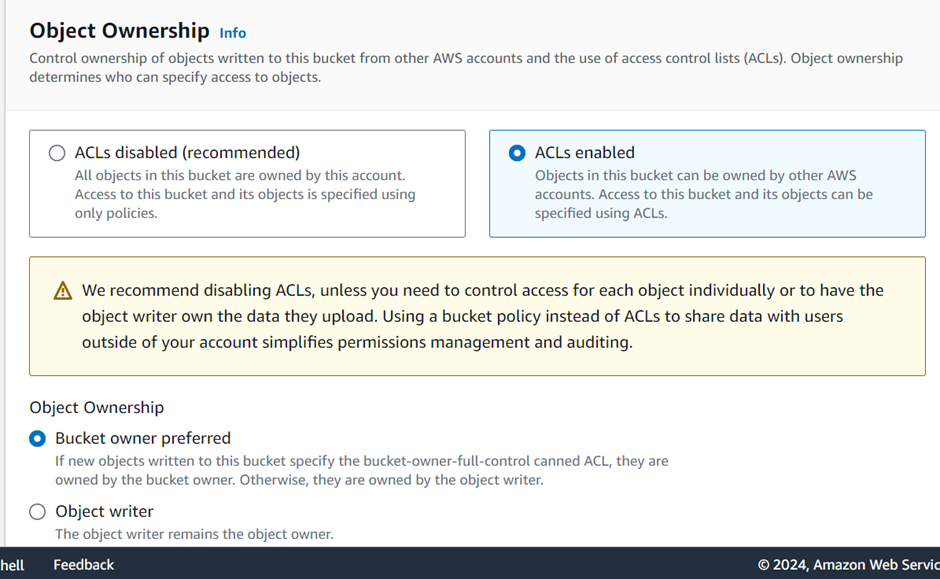 Object Ownership Info
Control ownership of objects written to this bucket from other AWS accounts and the use of access control lists (ACLs). Object ownership
determines who can specify access to objects.
ACLs disabled (recommended)
All objects in this bucket are owned by this account.
Access to this bucket and its objects is specified using
only policies.
ACLs enabled
Objects in this bucket can be owned by other AWS
accounts. Access to this bucket and its objects can be
specified using ACLs.
We recommend disabling ACLs, unless you need to control access for each object individually or to have the
object writer own the data they upload. Using a bucket policy instead of ACLs to share data with users
outside of your account simplifies permissions management and auditing.
Object Ownership
Bucket owner preferred
If new objects written to this bucket specify the bucket-owner-full-control canned ACL, they are
owned by the bucket owner. Otherwise, they are owned by the object writer.
Object writer
The object writer remains the object owner.
hell Feedback © 2024, Amazon Web Servic